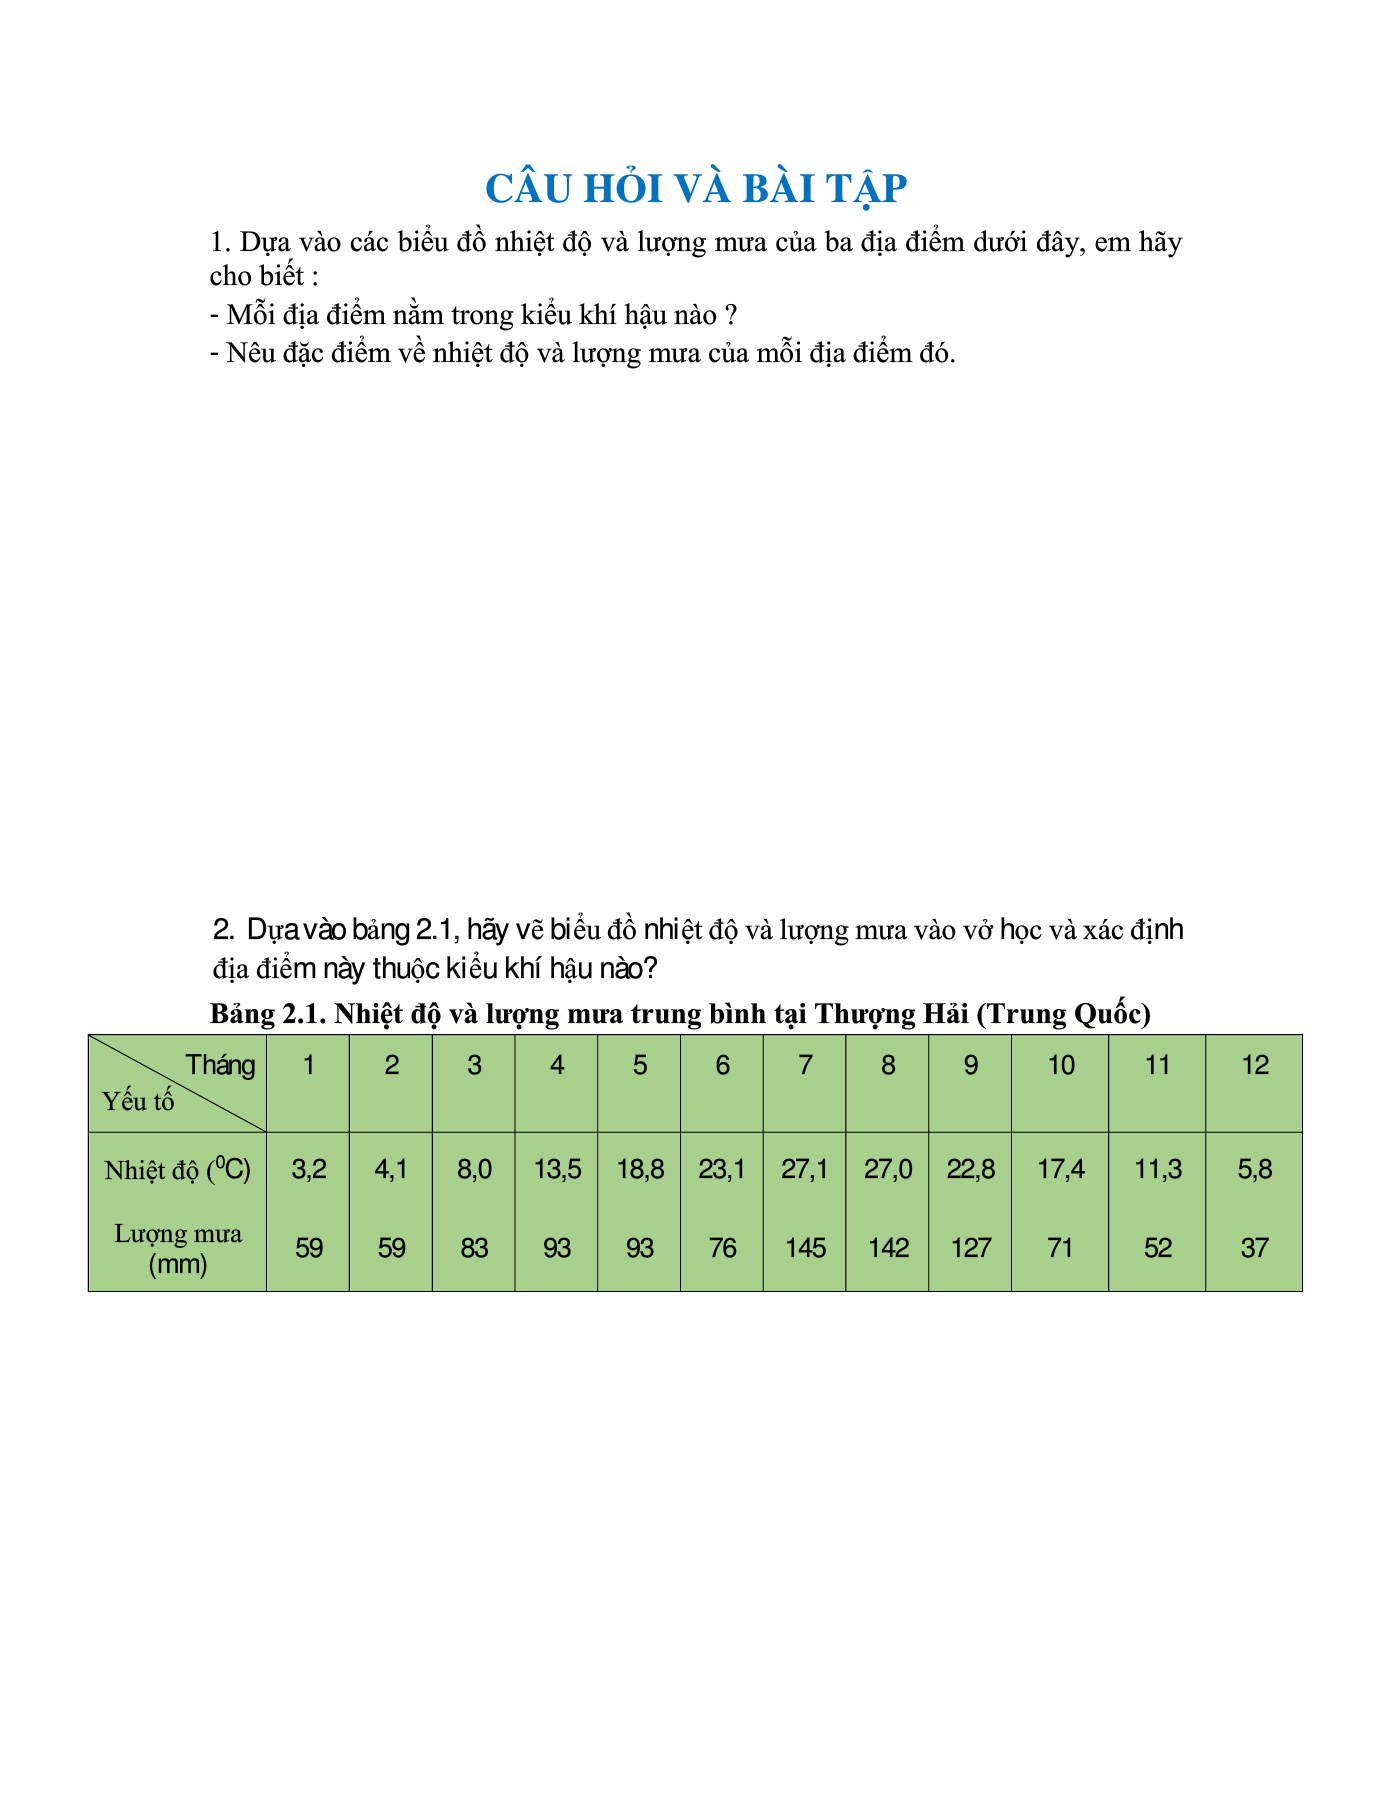 CÂU HỎI VÀ BÀI TẬP
1. Dựa vào các biểu đồ nhiệt độ và lượng mưa của ba địa điểm dưới đây, em hãy
cho biết :
- Mỗi địa điểm nằm trong kiểu khí hậu nào ?
- Nêu đặc điểm về nhiệt độ và lượng mưa của mỗi địa điểm đó.
2. Dựa vào bảng 2.1, hãy vẽ biểu đồ nhiệt độ và lượng mưa vào vở học và xác định
địa điểm này thuộc kiểu khí hậu nào?
Bảng 2.1. Nhiệt độ và lượng mưa trung bình tại Thượng Hải (Trung Quốc)
Tháng 1 2 3 4 5 6 7 8 9 10 11 12
Yếu tố
Nhiệt độ (⁰C) 3,2 4,1 8,0 13,5 18,8 23,1 27,1 27,0 22,8 17,4 11,3 5,8
Lượng mưa
(mm) 59 59 83 93 93 76 145 142 127 71 52 37